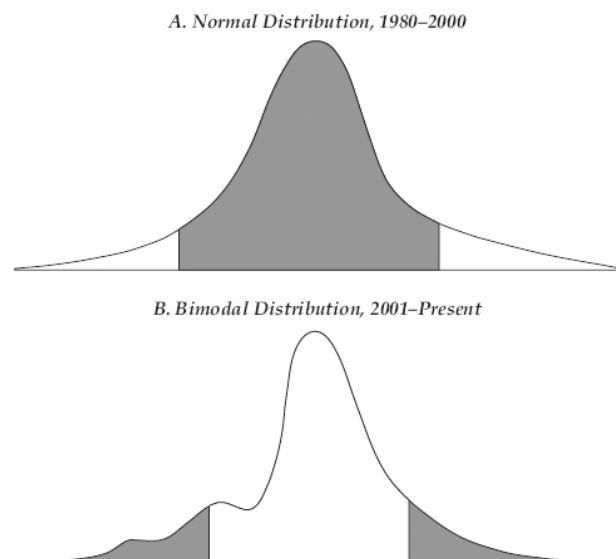 A. Normal Distribution, 1980–2000
B. Bimodal Distribution, 2001–Present